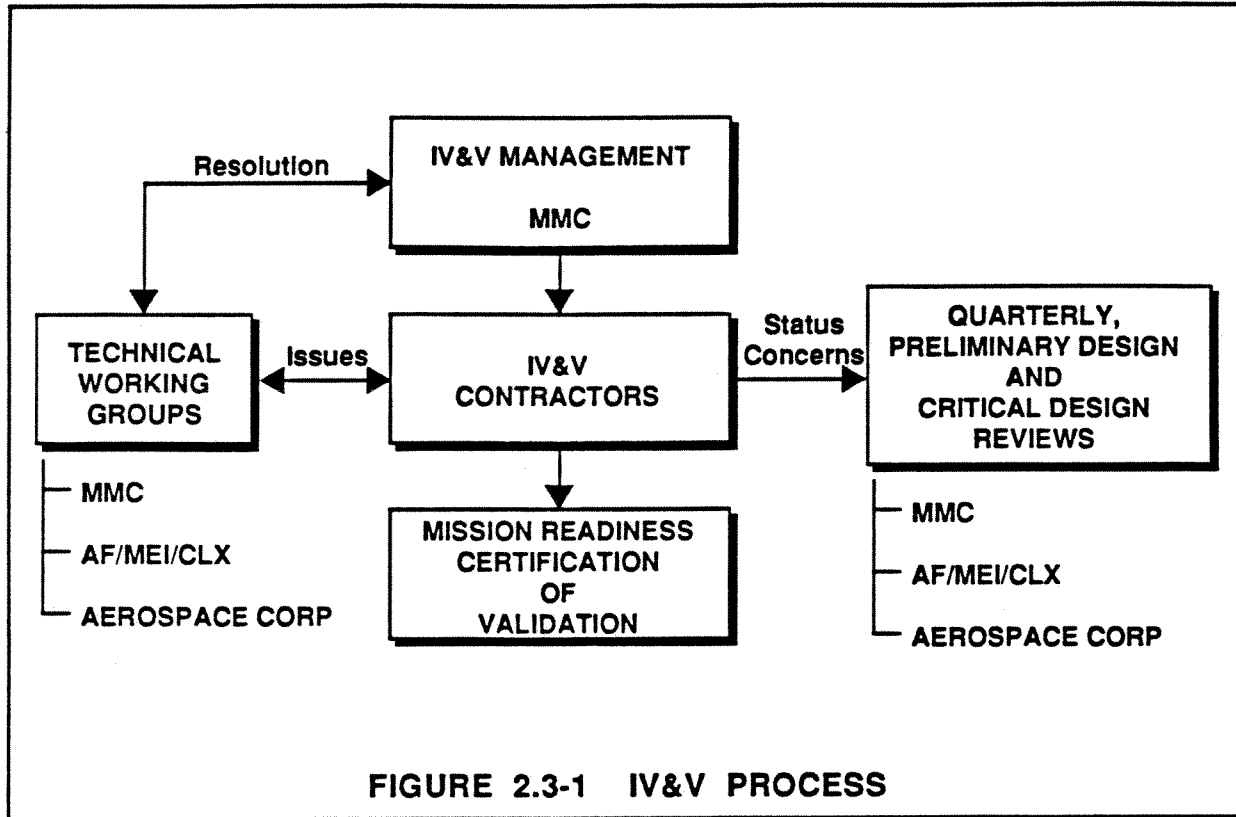 IV&V MANAGEMENT
MMC
Resolution
TECHNICAL
WORKING
GROUPS
Issues
IV&V
CONTRACTORS
Status
Concerns
QUARTERLY,
PRELIMINARY DESIGN
AND
CRITICAL DESIGN
REVIEWS
MMC
AF/MEI/CLX
AEROSPACE CORP
MISSION READINESS
CERTIFICATION
OF
VALIDATION
MMC
AF/MEI/CLX
AEROSPACE CORP
FIGURE 2.3-1 IV&V PROCESS